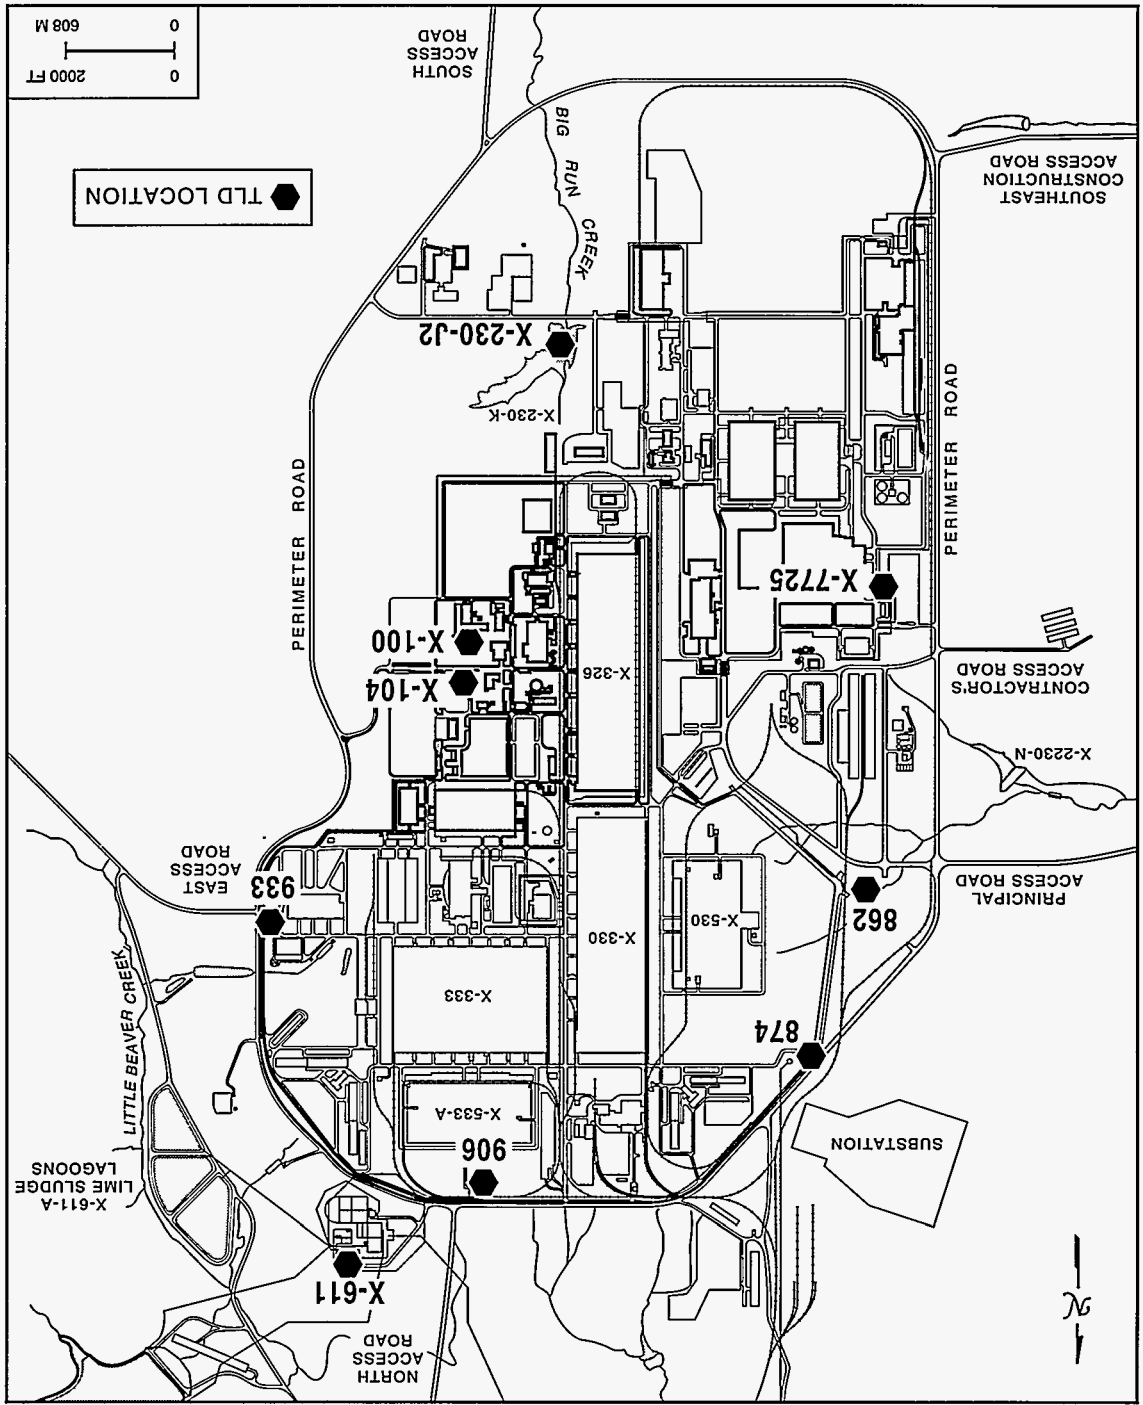 NORTH
ACCESS
ROAD
N
X-611
X-611-A
LIME SLUDGE
LAGOONS
906
SUBSTATION
X-533-A
LITTLE BEAVER CREEK
874
X-333
X-330
X-530
862
933
EAST
ACCESS
ROAD
PRINCIPAL
ACCESS ROAD
X-2230-N
X-326
X-104
CONTRACTOR'S
ACCESS ROAD
X-100
X-7725
PERIMETER ROAD
PERIMETER ROAD
X-230-K
X-230-J2
BIG RUN CREEK
SOUTHEAST
CONSTRUCTION
ACCESS ROAD
TLD LOCATION
SOUTH
ACCESS
ROAD
0 2000 FT
0 608 M